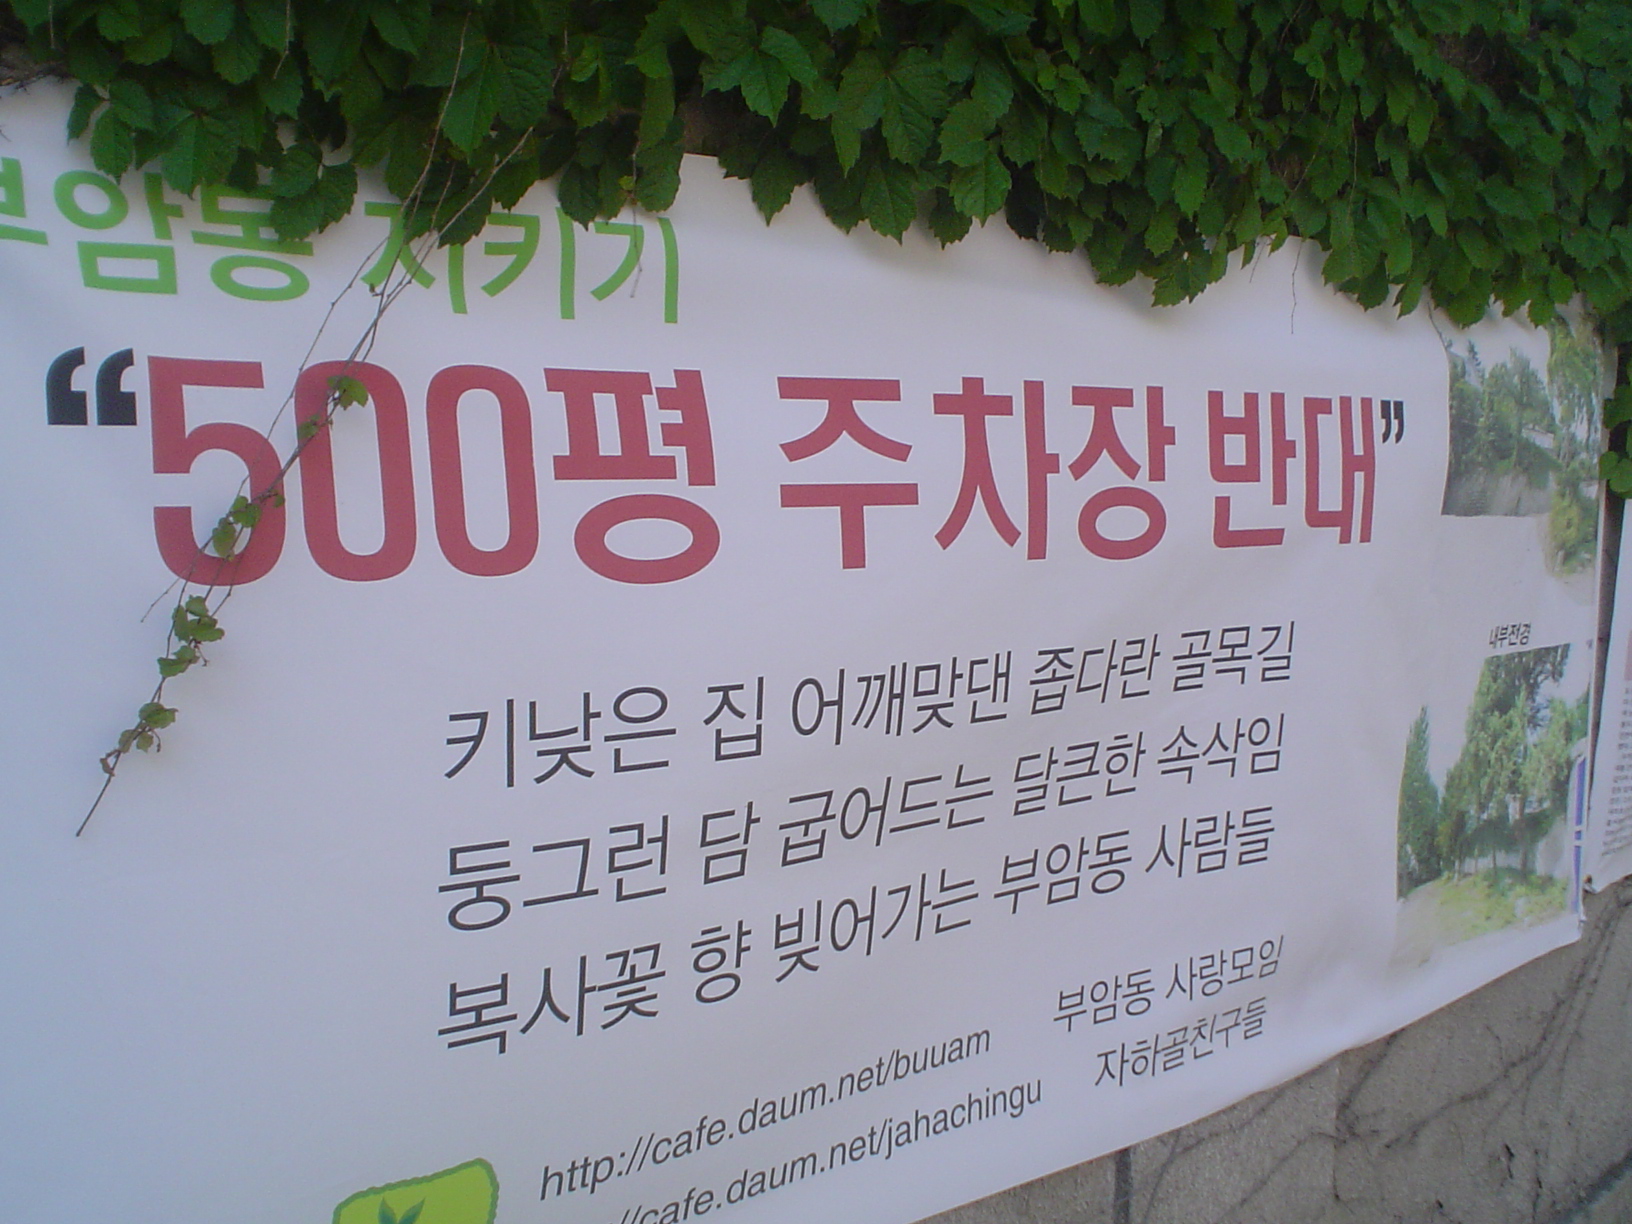 부암동 지키기
“500평 주차장 반대”
키낮은 집 어깨맞댄 좁다란 골목길
둥그런 담 굽어드는 달큰한 속삭임
복사꽃 향 빚어가는 부암동 사람들
부암동 사랑모임
자하골친구들
http://cafe.daum.net/buuam
//cafe.daum.net/jahachingu
내부전경